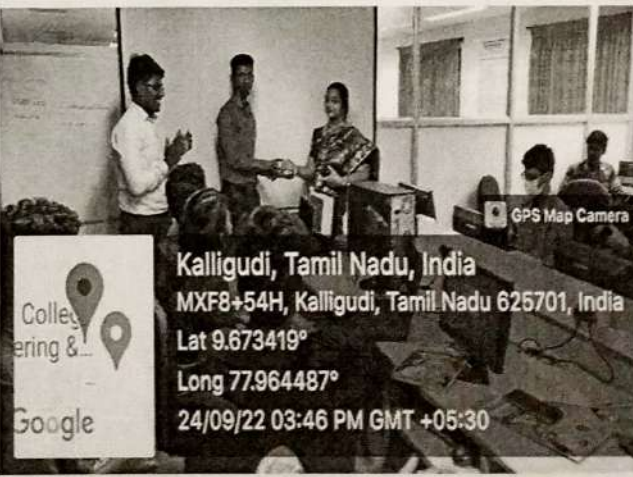 GPS Map Camera
Kalligudi, Tamil Nadu, India
MXF8+54H, Kalligudi, Tamil Nadu 625701, India
Lat 9.673419°
Long 77.964487°
24/09/22 03:46 PM GMT +05:30
Colleg
ering &...
Google